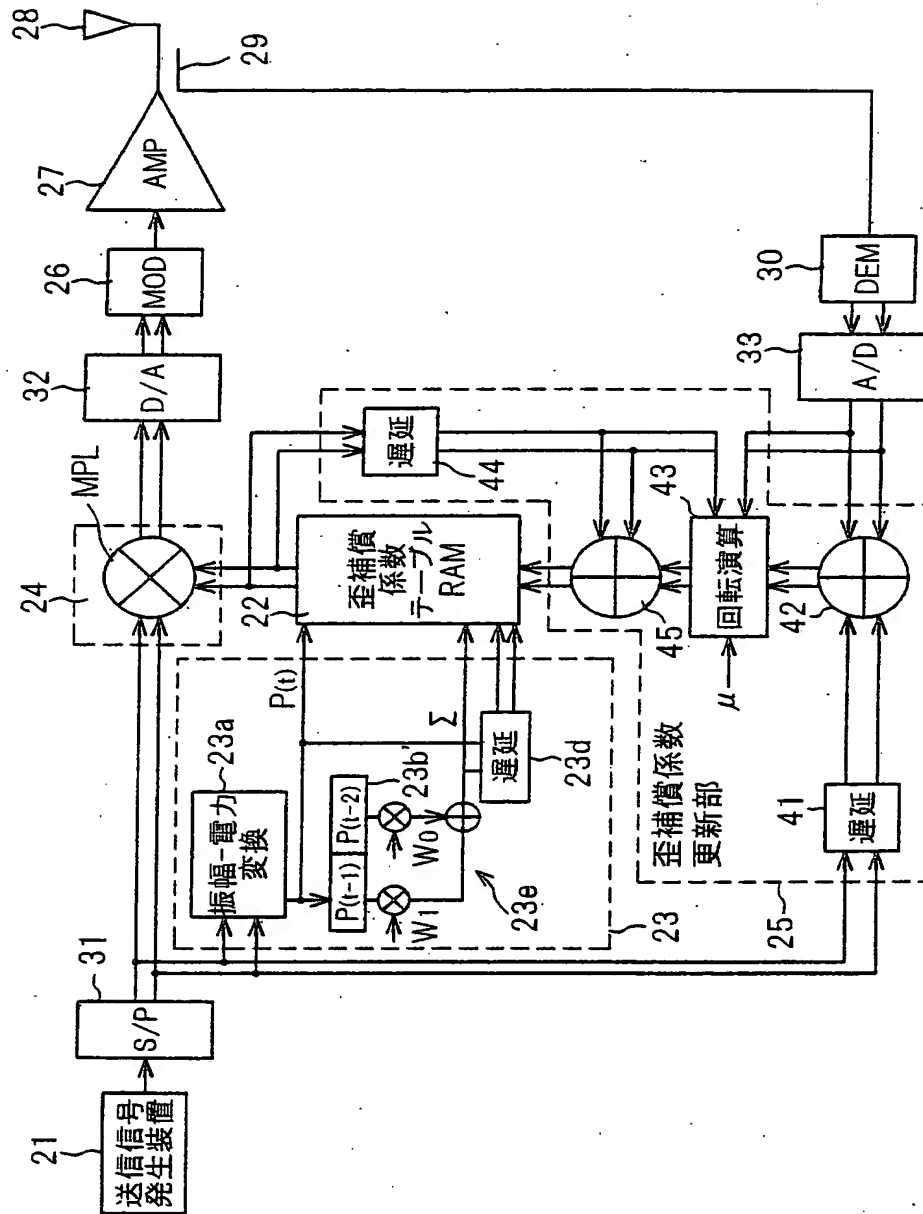 21
送信信号
発生装置
31
S/P
24
MPL
32
D/A
26
MOD
27
AMP
28
29
23a
振幅-電力
変換
P(t)
P(t-1)
P(t-2)
23b'
W1
W0
Σ
遅延
23d
23e
23
22
歪補償
係数
テーブル
RAM
遅延
44
45
43
回転演算
μ
42
歪補償係数
更新部
25
41
遅延
30
DEM
33
A/D